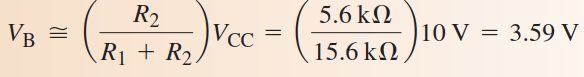 V_B ≅ (R_2 / (R_1 + R_2)) V_CC = (5.6 kΩ / 15.6 kΩ) 10 V = 3.59 V